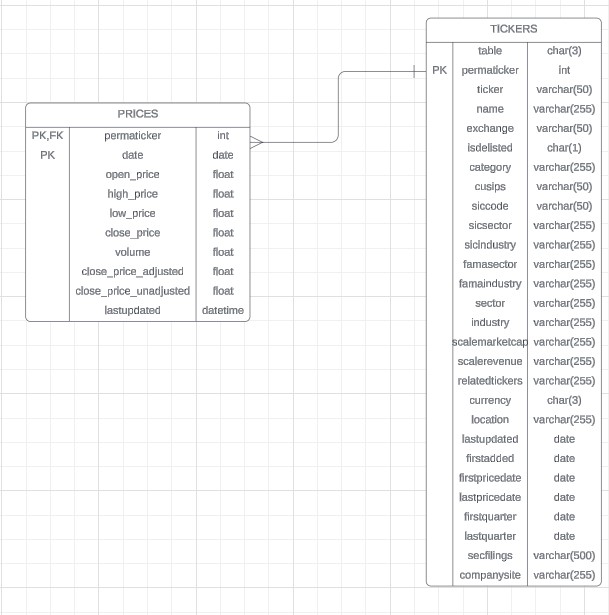 PRICES
PK,FK permaticker int
PK date date
open_price float
high_price float
low_price float
close_price float
volume float
close_price_adjusted float
close_price_unadjusted float
lastupdated datetime
TICKERS
table char(3)
PK permaticker int
ticker varchar(50)
name varchar(255)
exchange varchar(50)
isdelisted char(1)
category varchar(255)
cusips varchar(50)
siccode varchar(50)
sicsector varchar(255)
sicindustry varchar(255)
famasector varchar(255)
famaindustry varchar(255)
sector varchar(255)
industry varchar(255)
scalemarketcap varchar(255)
scalerevenue varchar(255)
relatedtickers varchar(255)
currency char(3)
location varchar(255)
lastupdated date
firstadded date
firstpricedate date
lastpricedate date
firstquarter date
lastquarter date
secfilings varchar(500)
companysite varchar(255)